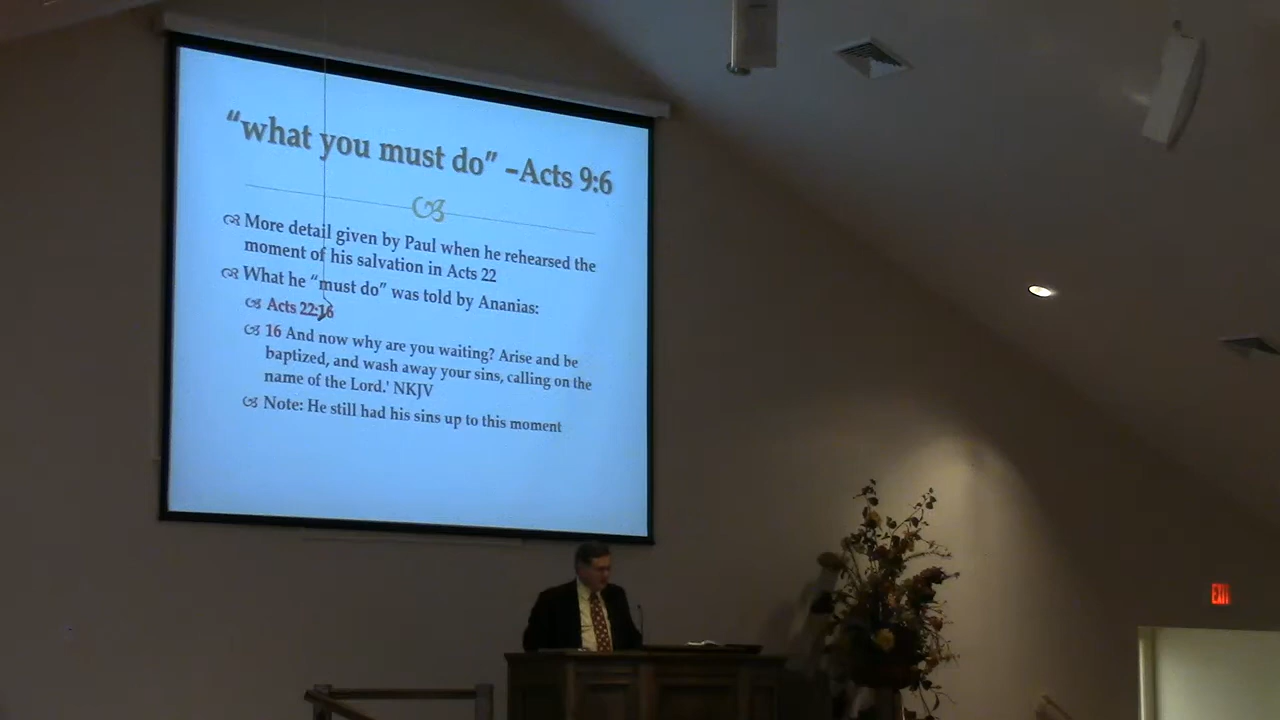 “what you must do” –Acts 9:6
More detail given by Paul when he rehearsed the
moment of his salvation in Acts 22
What he “must do” was told by Ananias:
Acts 22:16
16 And now why are you waiting? Arise and be
baptized, and wash away your sins, calling on the
name of the Lord.' NKJV
Note: He still had his sins up to this moment
EXIT